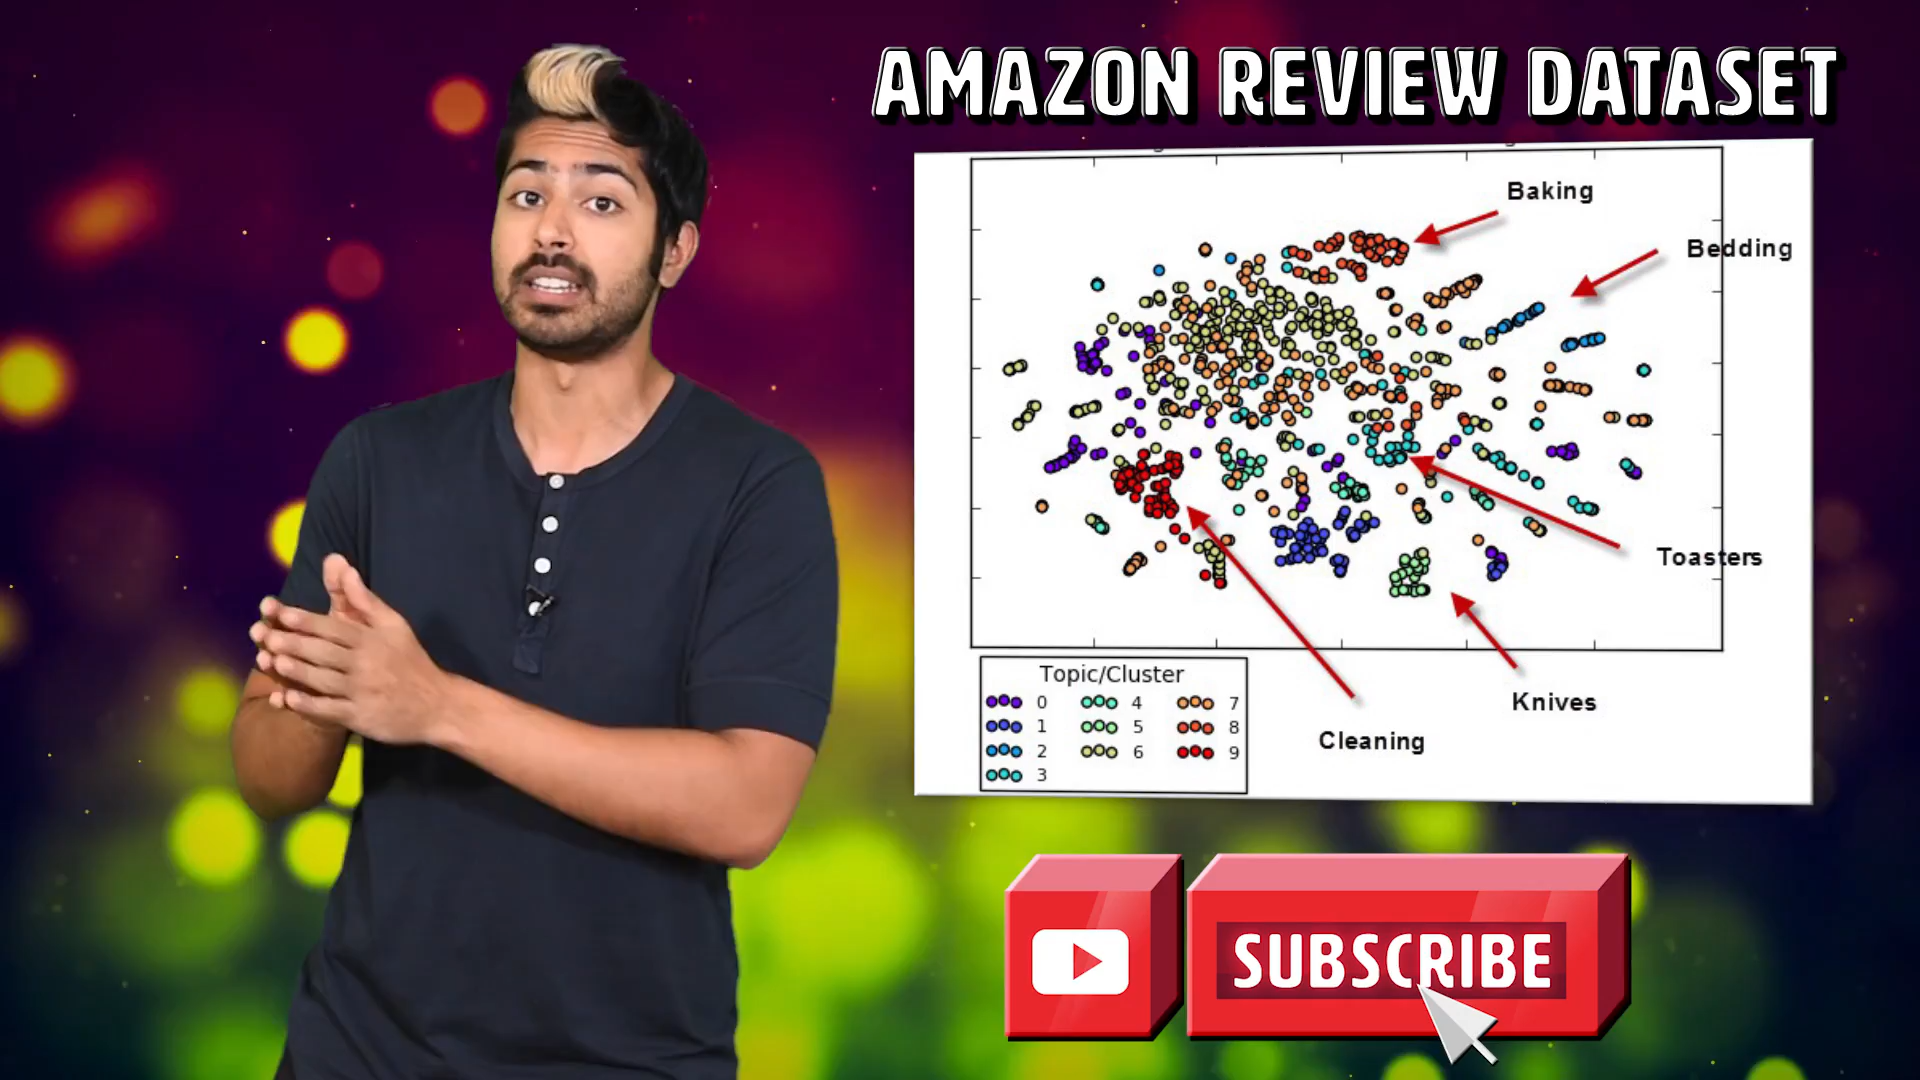 AMAZON REVIEW DATASET
Baking
Bedding
Toasters
Knives
Cleaning
Topic/Cluster
0 4 7
1 5 8
2 6 9
3
SUBSCRIBE